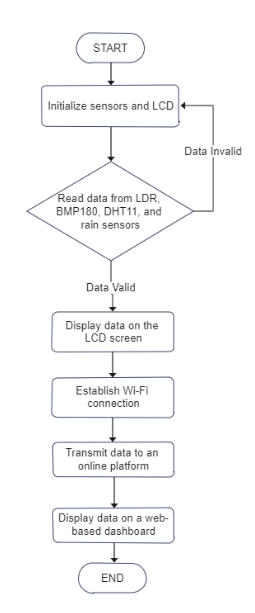 START
Initialize sensors and LCD
Data Invalid
Read data from LDR,
BMP180, DHT11, and
rain sensors
Data Valid
Display data on the
LCD screen
Establish Wi-Fi
connection
Transmit data to an
online platform
Display data on a web-
based dashboard
END